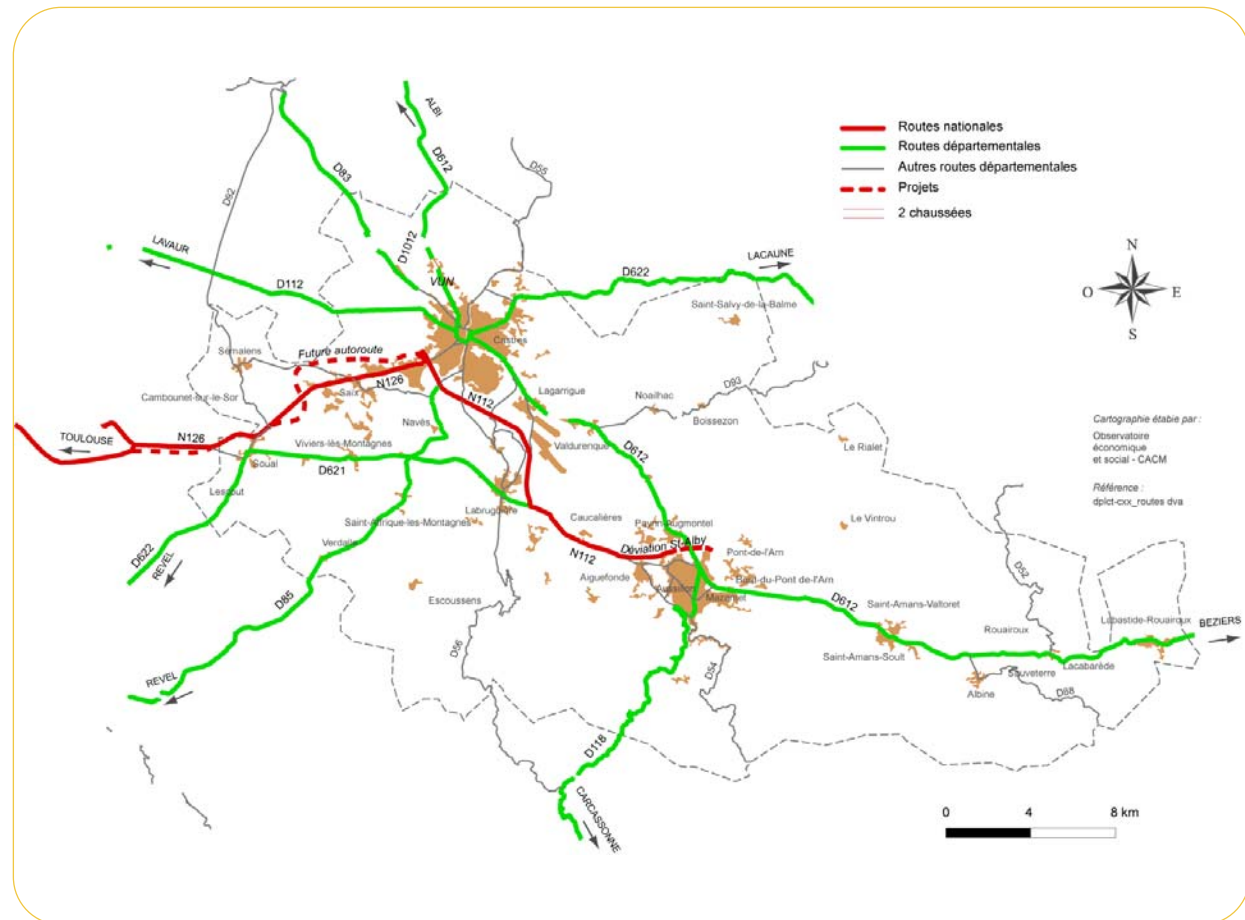 ALBI
D612
D83
D55
D92
D1012
VUN
LAVAUR
D112
LACAUNE
D622
Saint-Salvy-de-la-Balme
Routes nationales
Routes départementales
Autres routes départementales
Projets
2 chaussées
N
O
E
S
Sémalens
Future autoroute
N126
Saïx
Castres
Cambounet-sur-le-Sor
N112
Lagarrigue
Noailhac
D93
Boissezon
Navès
Valdurenque
TOULOUSE
N126
Viviers-lès-Montagnes
Soual
D621
D612
Le Rialet
Cartographie établie par :
Observatoire
économique
et social - CACM
Référence :
dplct-cxx_routes dva
Lescout
Labruguière
Saint-Affrique-les-Montagnes
Caucalières
Payrin-Augmontel
Le Vintrou
Verdalle
N112
Déviation St-Alby
Pont-de-l'Arn
D622
REVEL
Aiguefonde
Bout-du-Pont de-l'Arn
Aussillon
Mazamet
D85
Escoussens
D612
Saint-Amans-Valtoret
D52
Rouairoux
Labastide-Rouairoux
BEZIERS
D56
Saint-Amans-Soult
Sauveterre
Lacabarède
Albine
D88
REVEL
D54
D118
CARCASSONNE
0
4
8 km